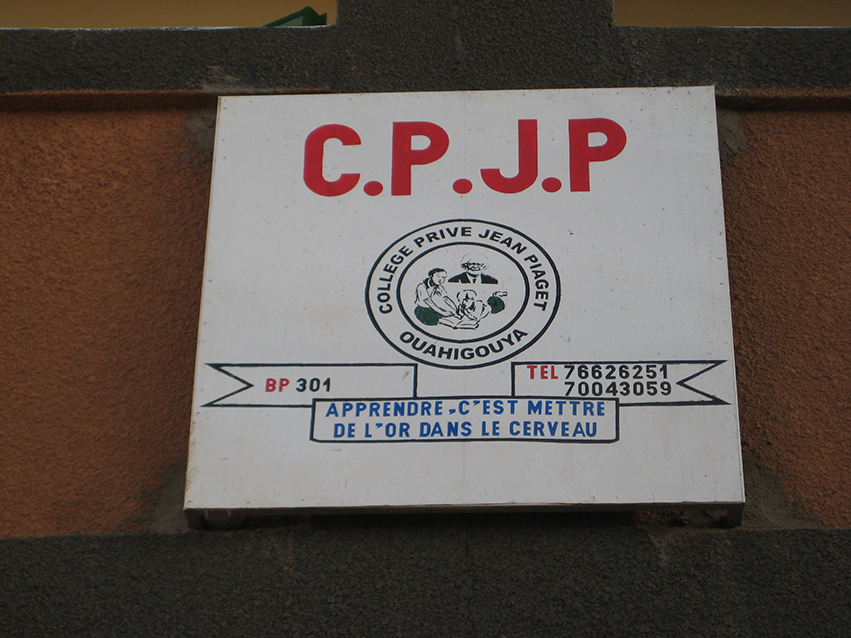 C.P.J.P
COLLEGE PRIVE JEAN PIAGET
OUAHIGOUYA
BP 301
TEL 76626251
70043059
APPRENDRE, C"EST METTRE
DE L"OR DANS LE CERVEAU